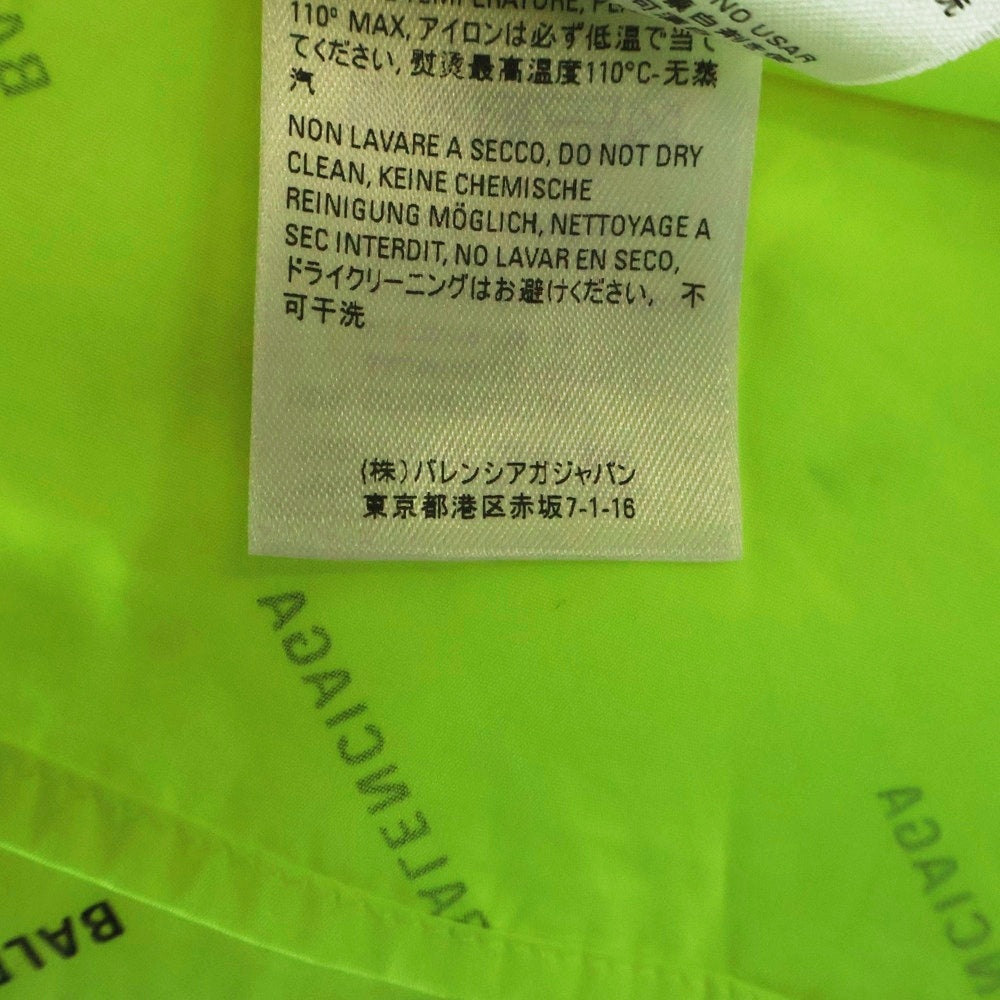 NO USAR
TEMPERATURE,
110° MAX, アイロンは必ず低温で当て
てください, 熨烫最高温度110°C-无蒸
汽
NON LAVARE A SECCO, DO NOT DRY
CLEAN, KEINE CHEMISCHE
REINIGUNG MÖGLICH, NETTOYAGE A
SEC INTERDIT, NO LAVAR EN SECO,
ドライクリーニングはお避けください, 不
可干洗
(株)バレンシアガジャパン
東京都港区赤坂7-1-16
BALENCIAGA